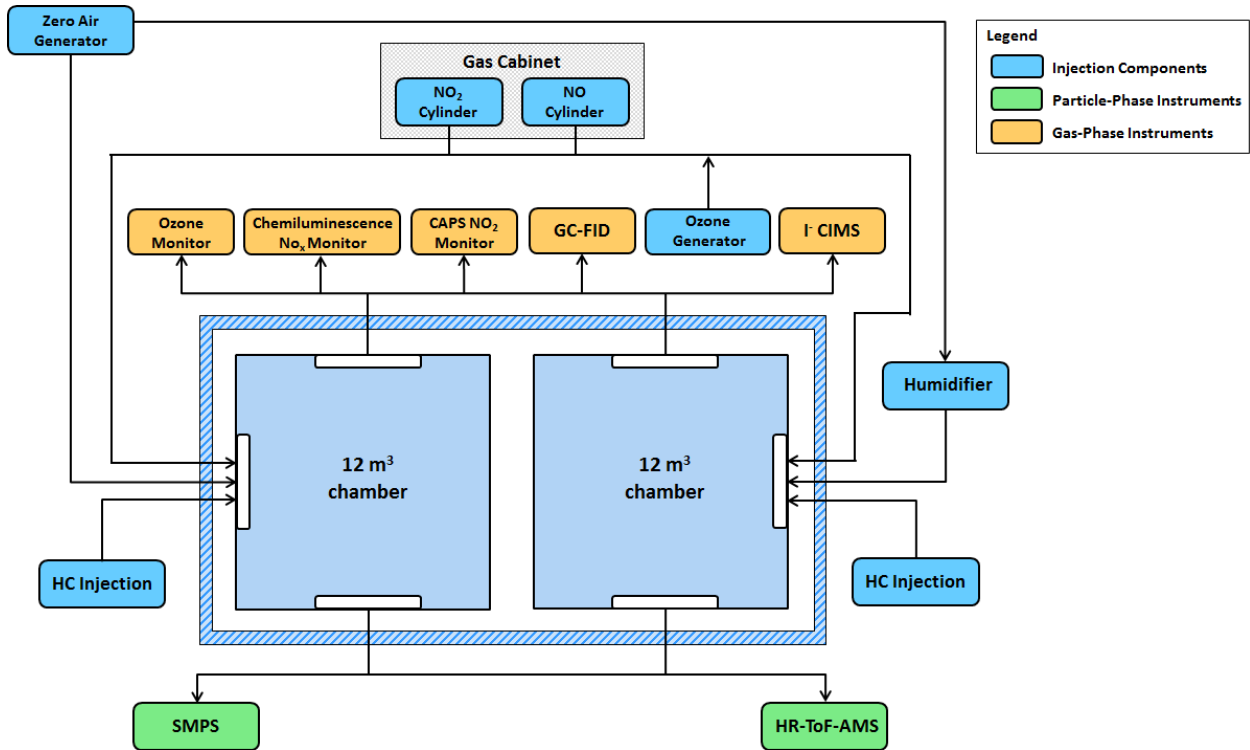 Zero Air
Generator
Gas Cabinet
NO₂
Cylinder
NO
Cylinder
Legend
Injection Components
Particle-Phase Instruments
Gas-Phase Instruments
Ozone
Monitor
Chemiluminescence
Noₓ Monitor
CAPS NO₂
Monitor
GC-FID
Ozone
Generator
I⁻ CIMS
Humidifier
12 m³
chamber
12 m³
chamber
HC Injection
HC Injection
SMPS
HR-ToF-AMS